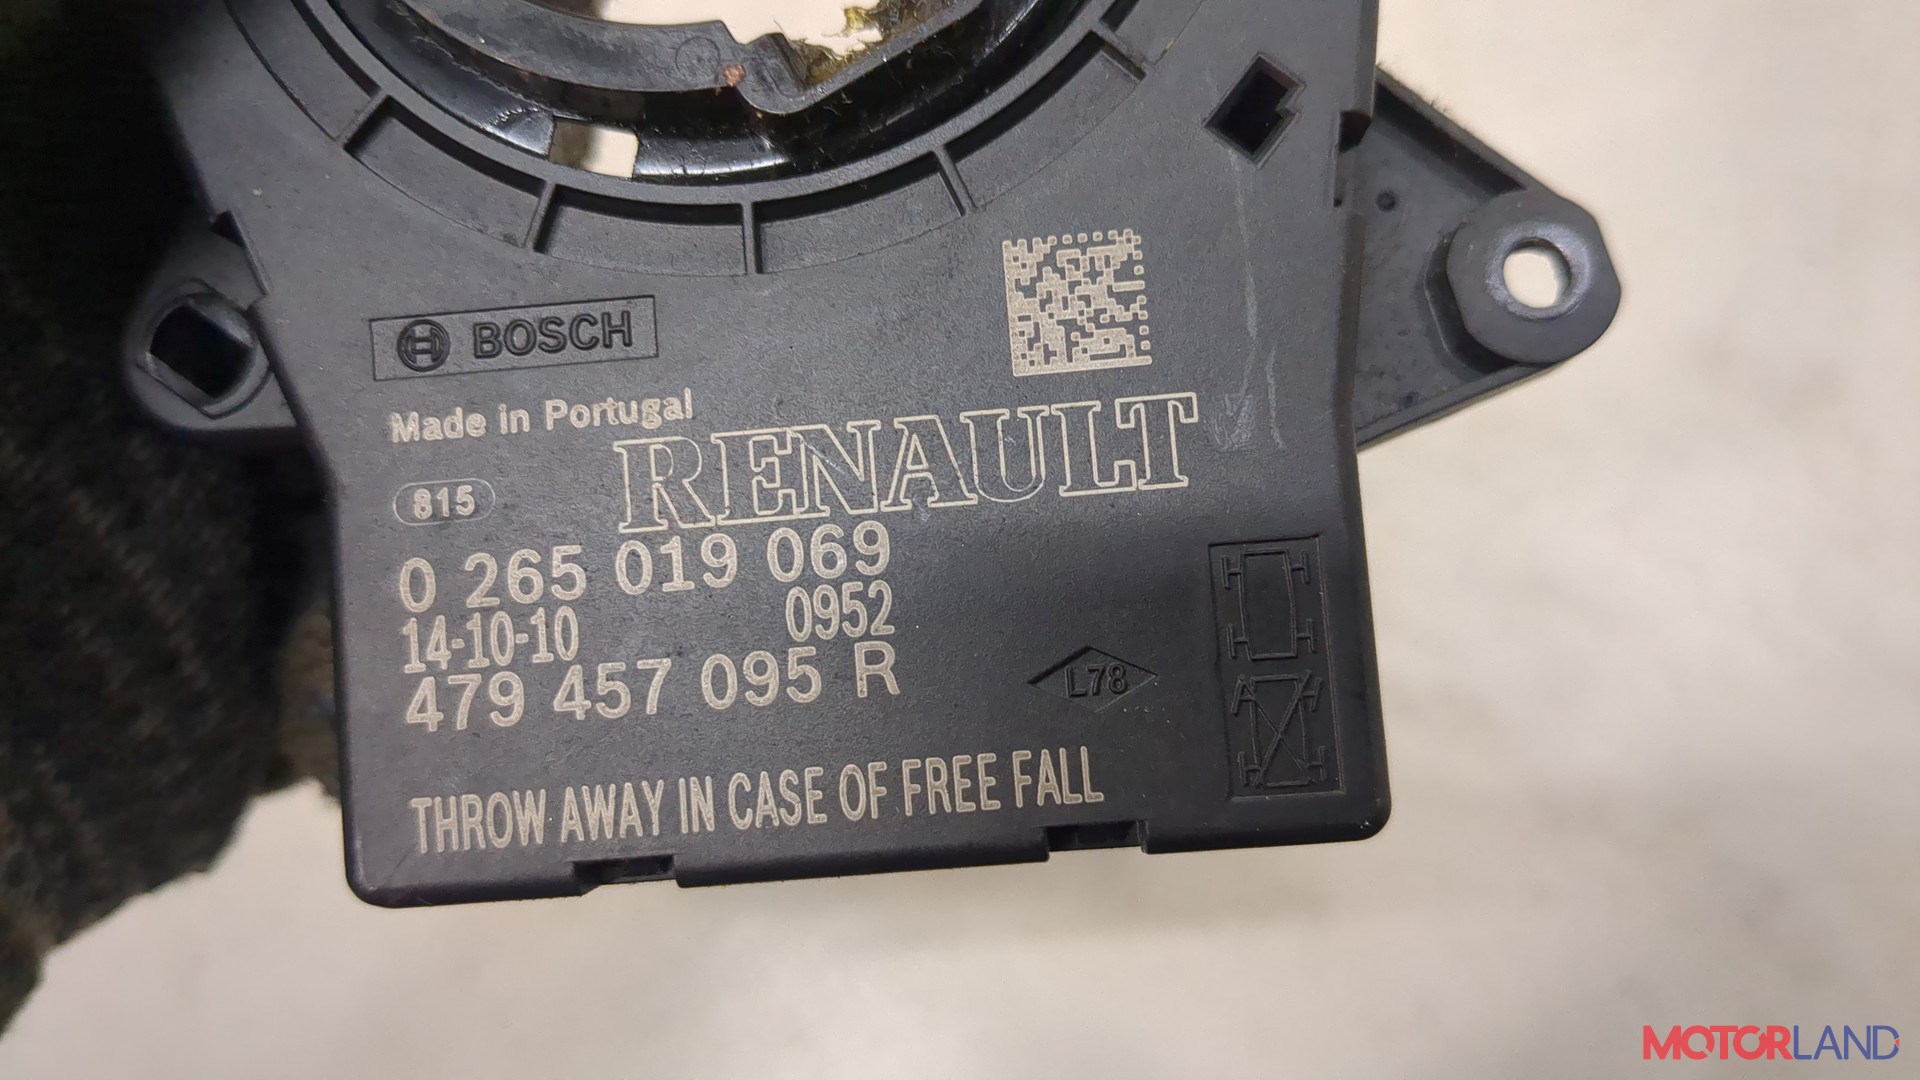 BOSCH
Made in Portugal
RENAULT
815
0 265 019 069
14-10-10 0952
479 457 095 R
L78
THROW AWAY IN CASE OF FREE FALL
MOTORLAND